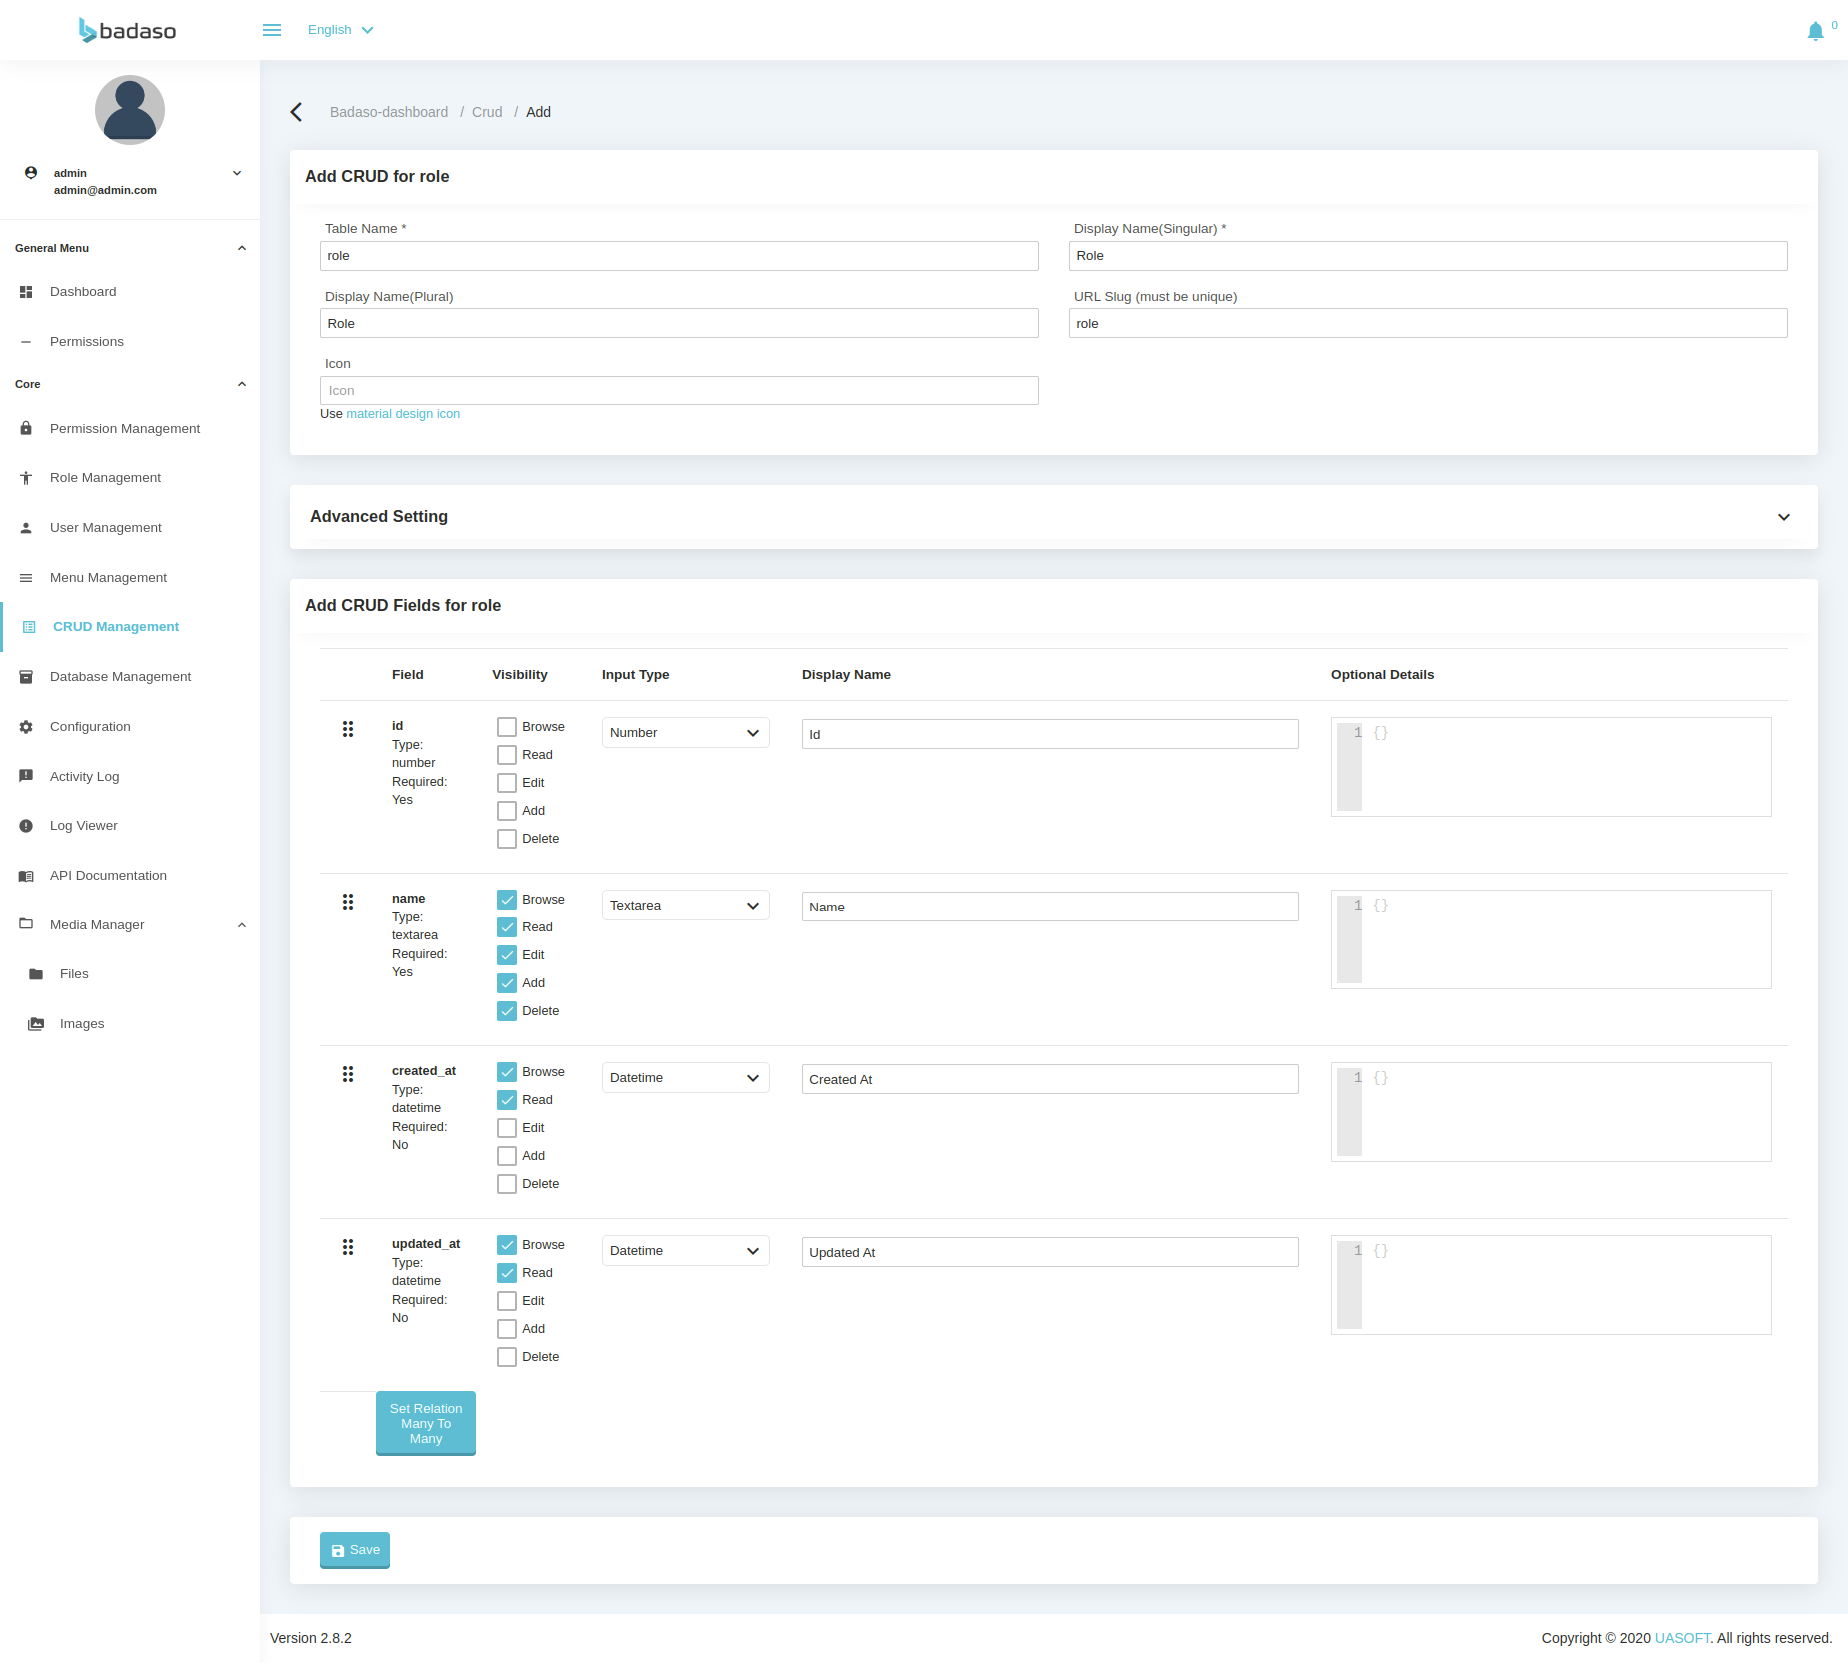 badaso
English
0
admin
admin@admin.com
General Menu
Dashboard
Permissions
Core
Permission Management
Role Management
User Management
Menu Management
CRUD Management
Database Management
Configuration
Activity Log
Log Viewer
API Documentation
Media Manager
Files
Images
Badaso-dashboard / Crud / Add
Add CRUD for role
Table Name *
role
Display Name(Singular) *
Role
Display Name(Plural)
Role
URL Slug (must be unique)
role
Icon
Icon
Use material design icon
Advanced Setting
Add CRUD Fields for role
Field Visibility Input Type Display Name Optional Details
id
Type:
number
Required:
Yes
Browse
Read
Edit
Add
Delete
Number
Id
1 {}
name
Type:
textarea
Required:
Yes
Browse
Read
Edit
Add
Delete
Textarea
Name
1 {}
created_at
Type:
datetime
Required:
No
Browse
Read
Edit
Add
Delete
Datetime
Created At
1 {}
updated_at
Type:
datetime
Required:
No
Browse
Read
Edit
Add
Delete
Datetime
Updated At
1 {}
Set Relation
Many To
Many
Save
Version 2.8.2
Copyright © 2020 UASOFT. All rights reserved.